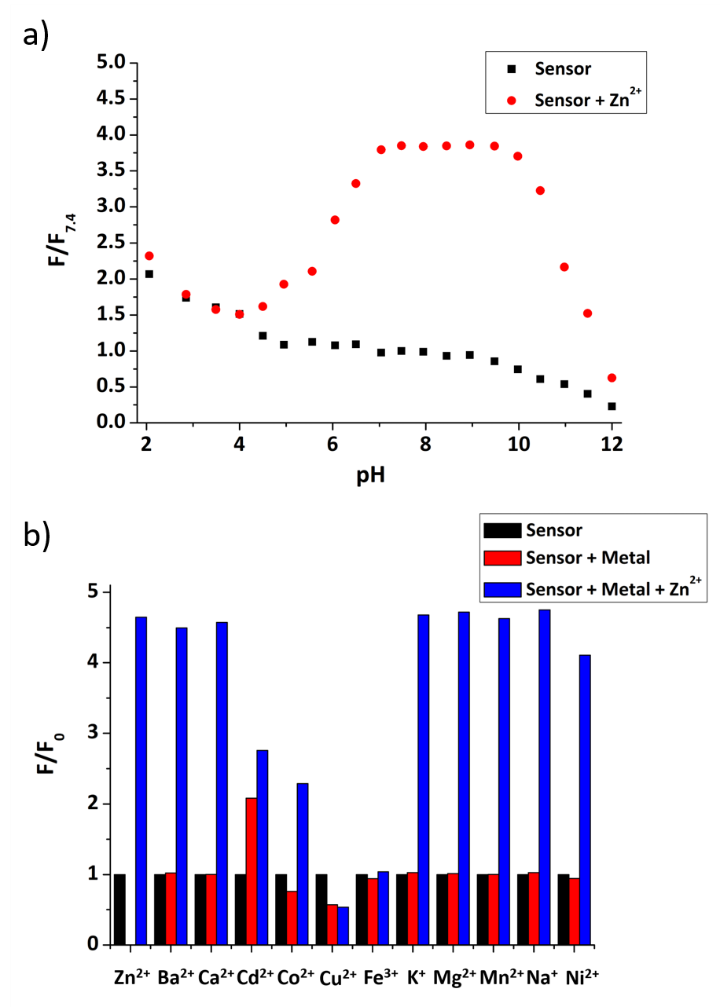 a)
Sensor
Sensor + Zn²⁺
5.0
4.5
4.0
3.5
3.0
2.5
2.0
1.5
1.0
0.5
0.0
F/F7.4
2 4 6 8 10 12
pH
b)
Sensor
Sensor + Metal
Sensor + Metal + Zn²⁺
5
4
3
2
1
0
F/F0
Zn²⁺ Ba²⁺ Ca²⁺ Cd²⁺ Co²⁺ Cu²⁺ Fe³⁺ K⁺ Mg²⁺ Mn²⁺ Na⁺ Ni²⁺